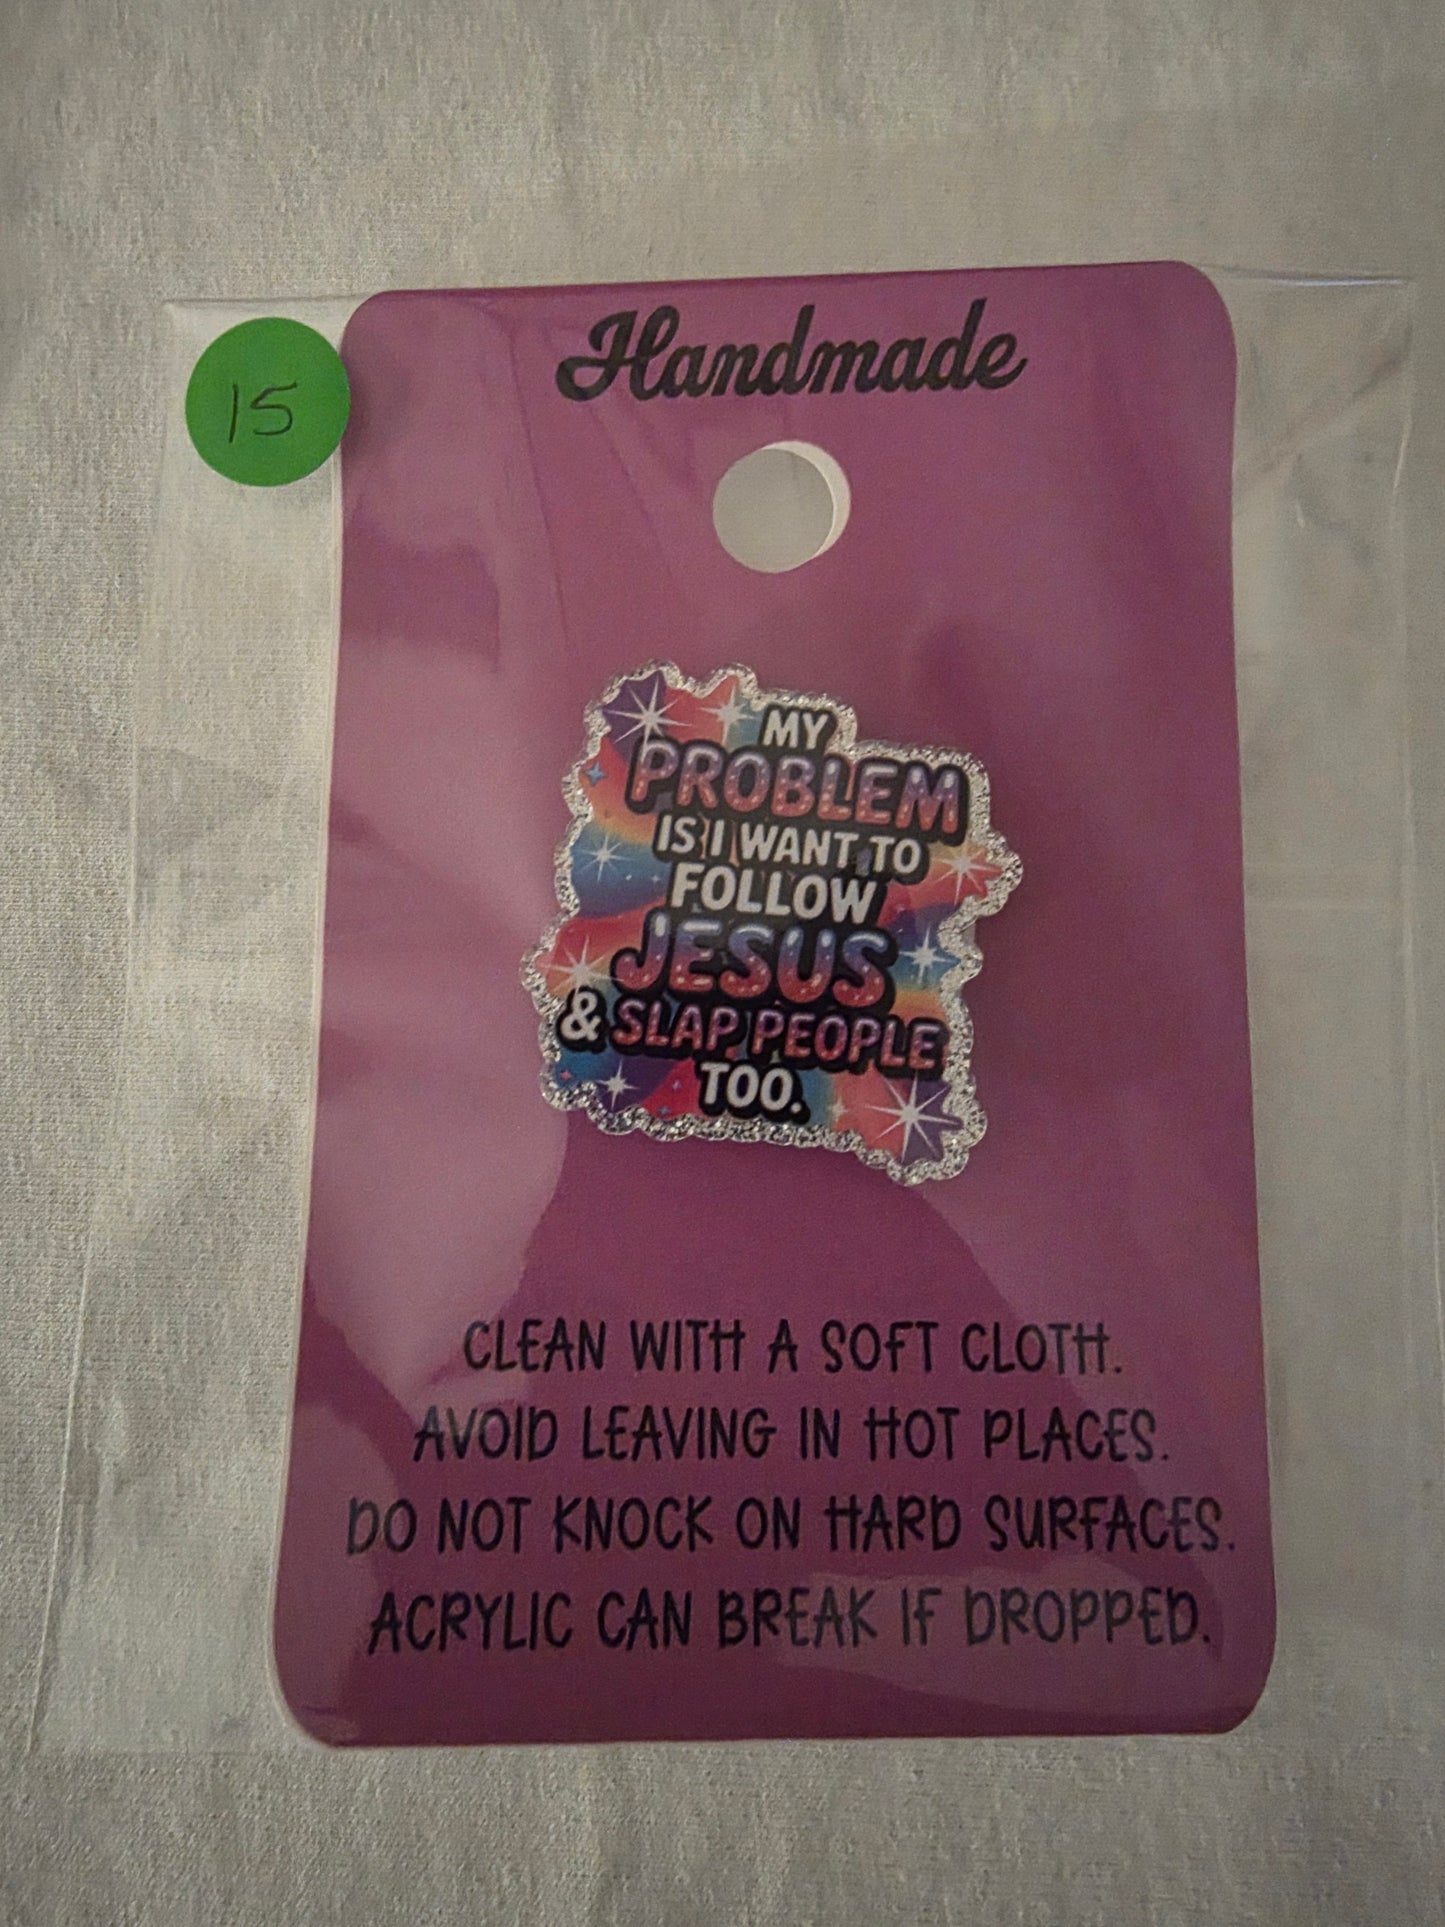 15
Handmade
MY
PROBLEM
IS I WANT TO
FOLLOW
JESUS
& SLAP PEOPLE
TOO.
CLEAN WITH A SOFT CLOTH.
AVOID LEAVING IN HOT PLACES.
DO NOT KNOCK ON HARD SURFACES.
ACRYLIC CAN BREAK IF DROPPED.